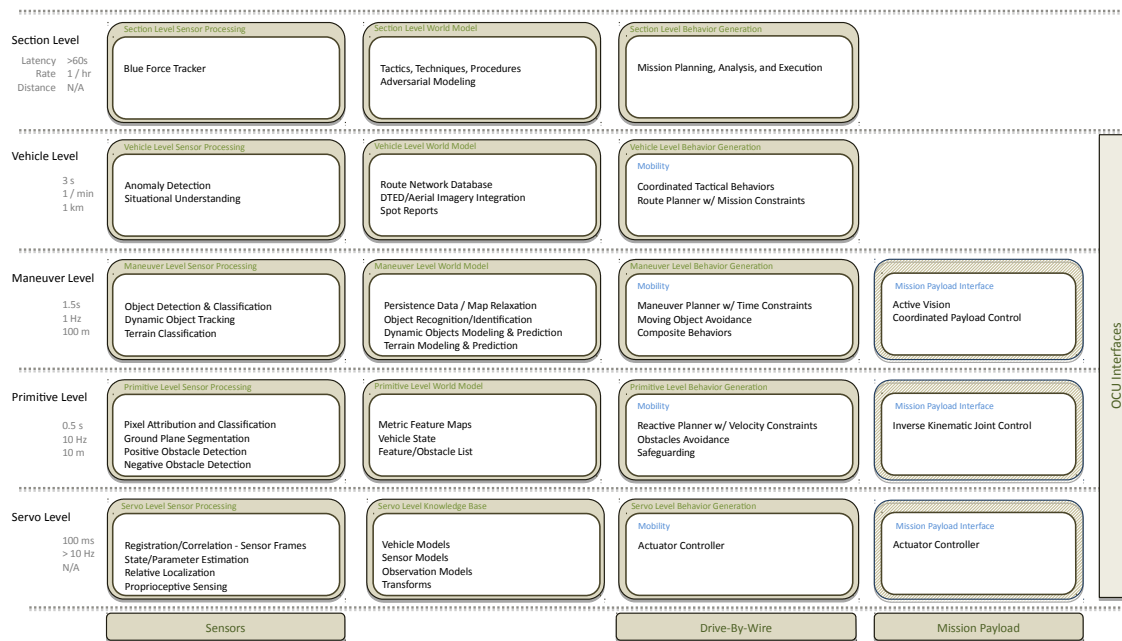 Section Level
Latency >60s
Rate 1 / hr
Distance N/A
Section Level Sensor Processing
Blue Force Tracker
Section Level World Model
Tactics, Techniques, Procedures
Adversarial Modeling
Section Level Behavior Generation
Mission Planning, Analysis, and Execution
Vehicle Level
3 s
1 / min
1 km
Vehicle Level Sensor Processing
Anomaly Detection
Situational Understanding
Vehicle Level World Model
Route Network Database
DTED/Aerial Imagery Integration
Spot Reports
Vehicle Level Behavior Generation
Mobility
Coordinated Tactical Behaviors
Route Planner w/ Mission Constraints
Maneuver Level
1.5s
1 Hz
100 m
Maneuver Level Sensor Processing
Object Detection & Classification
Dynamic Object Tracking
Terrain Classification
Maneuver Level World Model
Persistence Data / Map Relaxation
Object Recognition/Identification
Dynamic Objects Modeling & Prediction
Terrain Modeling & Prediction
Maneuver Level Behavior Generation
Mobility
Maneuver Planner w/ Time Constraints
Moving Object Avoidance
Composite Behaviors
Mission Payload Interface
Active Vision
Coordinated Payload Control
Primitive Level
0.5 s
10 Hz
10 m
Primitive Level Sensor Processing
Pixel Attribution and Classification
Ground Plane Segmentation
Positive Obstacle Detection
Negative Obstacle Detection
Primitive Level World Model
Metric Feature Maps
Vehicle State
Feature/Obstacle List
Primitive Level Behavior Generation
Mobility
Reactive Planner w/ Velocity Constraints
Obstacles Avoidance
Safeguarding
Mission Payload Interface
Inverse Kinematic Joint Control
Servo Level
100 ms
> 10 Hz
N/A
Servo Level Sensor Processing
Registration/Correlation - Sensor Frames
State/Parameter Estimation
Relative Localization
Proprioceptive Sensing
Servo Level Knowledge Base
Vehicle Models
Sensor Models
Observation Models
Transforms
Servo Level Behavior Generation
Mobility
Actuator Controller
Mission Payload Interface
Actuator Controller
OCU Interfaces
Sensors
Drive-By-Wire
Mission Payload